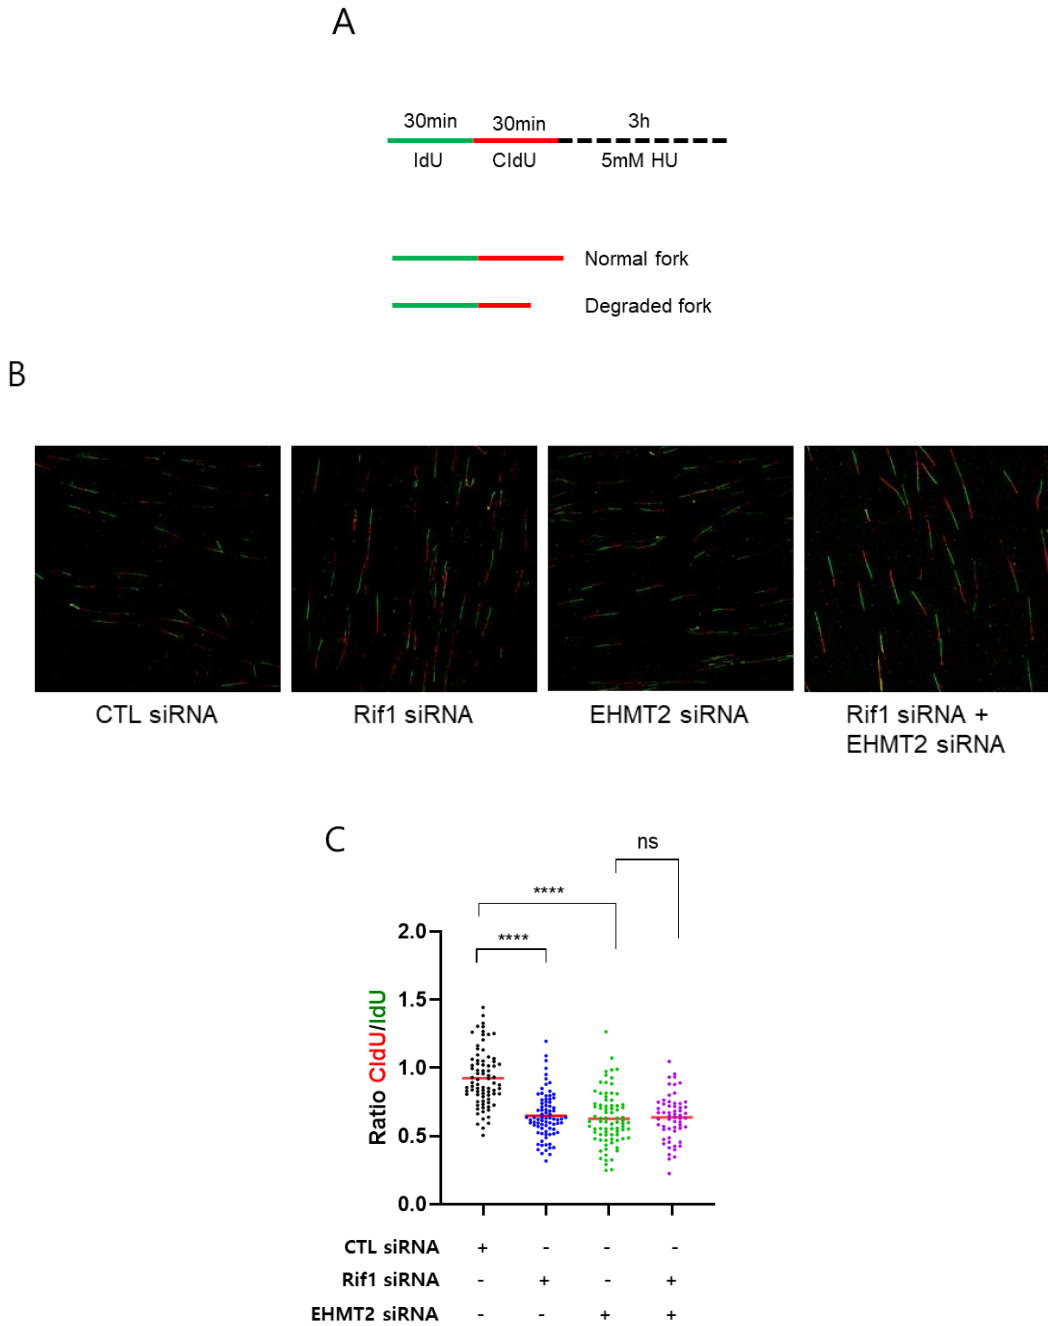 A
30min 30min 3h
IdU CIdU 5mM HU
Normal fork
Degraded fork
B
CTL siRNA
Rif1 siRNA
EHMT2 siRNA
Rif1 siRNA +
EHMT2 siRNA
C
ns
****
****
2.0
1.5
1.0
0.5
0.0
Ratio CIdU/IdU
CTL siRNA + - - -
Rif1 siRNA - + - +
EHMT2 siRNA - - + +